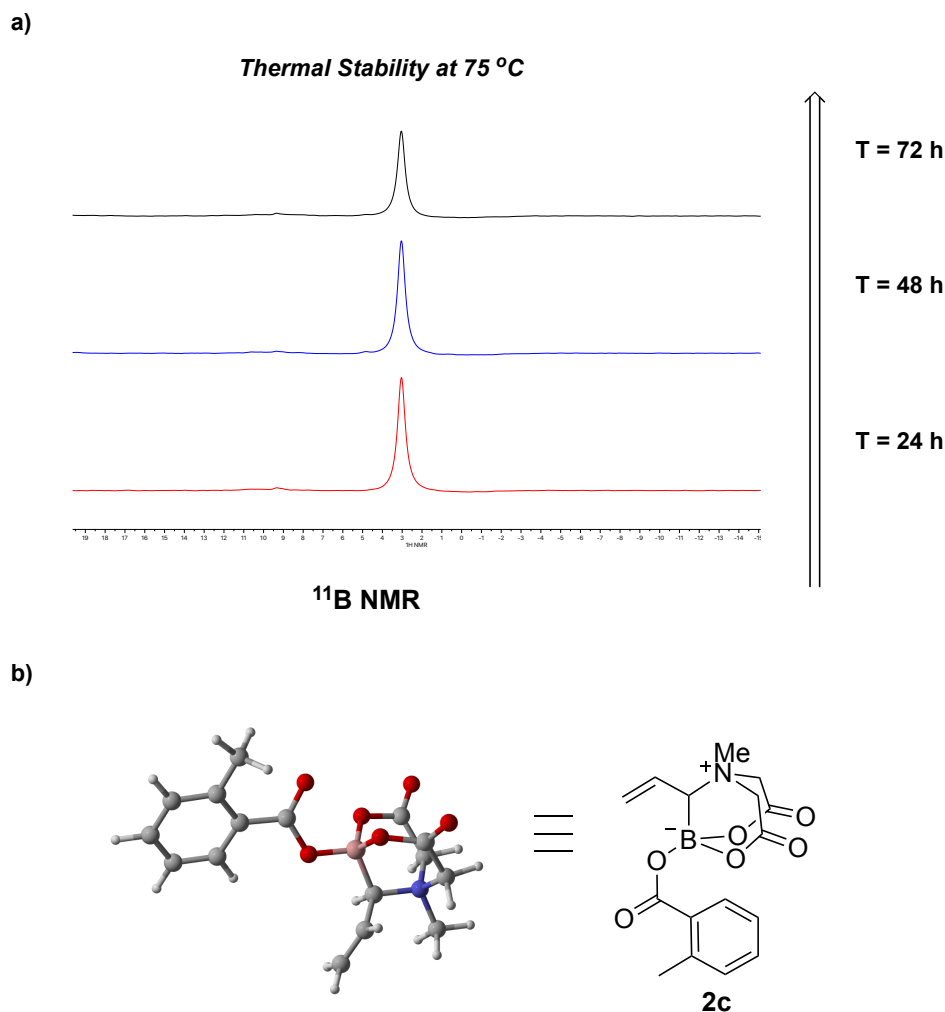 a)
Thermal Stability at 75 °C
T = 72 h
T = 48 h
T = 24 h
19 18 17 16 15 14 13 12 11 10 9 8 7 6 5 4 3 2 1 0 -1 -2 -3 -4 -5 -6 -7 -8 -9 -10 -11 -12 -13 -14 -15
1H NMR
¹¹B NMR
b)
Me
+
N
O
-
B
O
O
O
O
O
2c